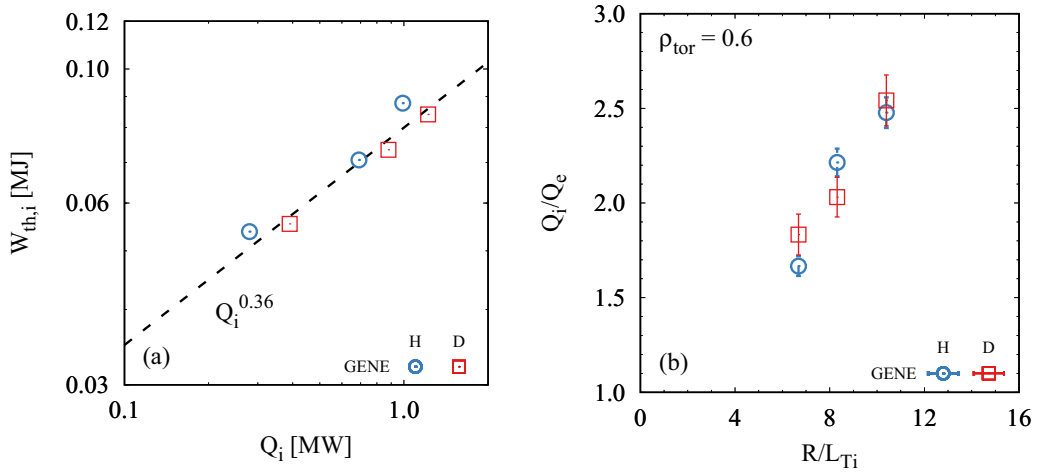 0.12
0.10
0.06
0.03
W_th,i [MJ]
Q_i^0.36
(a)
H D
GENE
0.1 1.0
Q_i [MW]
3.0
2.5
2.0
1.5
1.0
Q_i/Q_e
ρ_tor = 0.6
(b)
H D
GENE
0 4 8 12 16
R/L_Ti